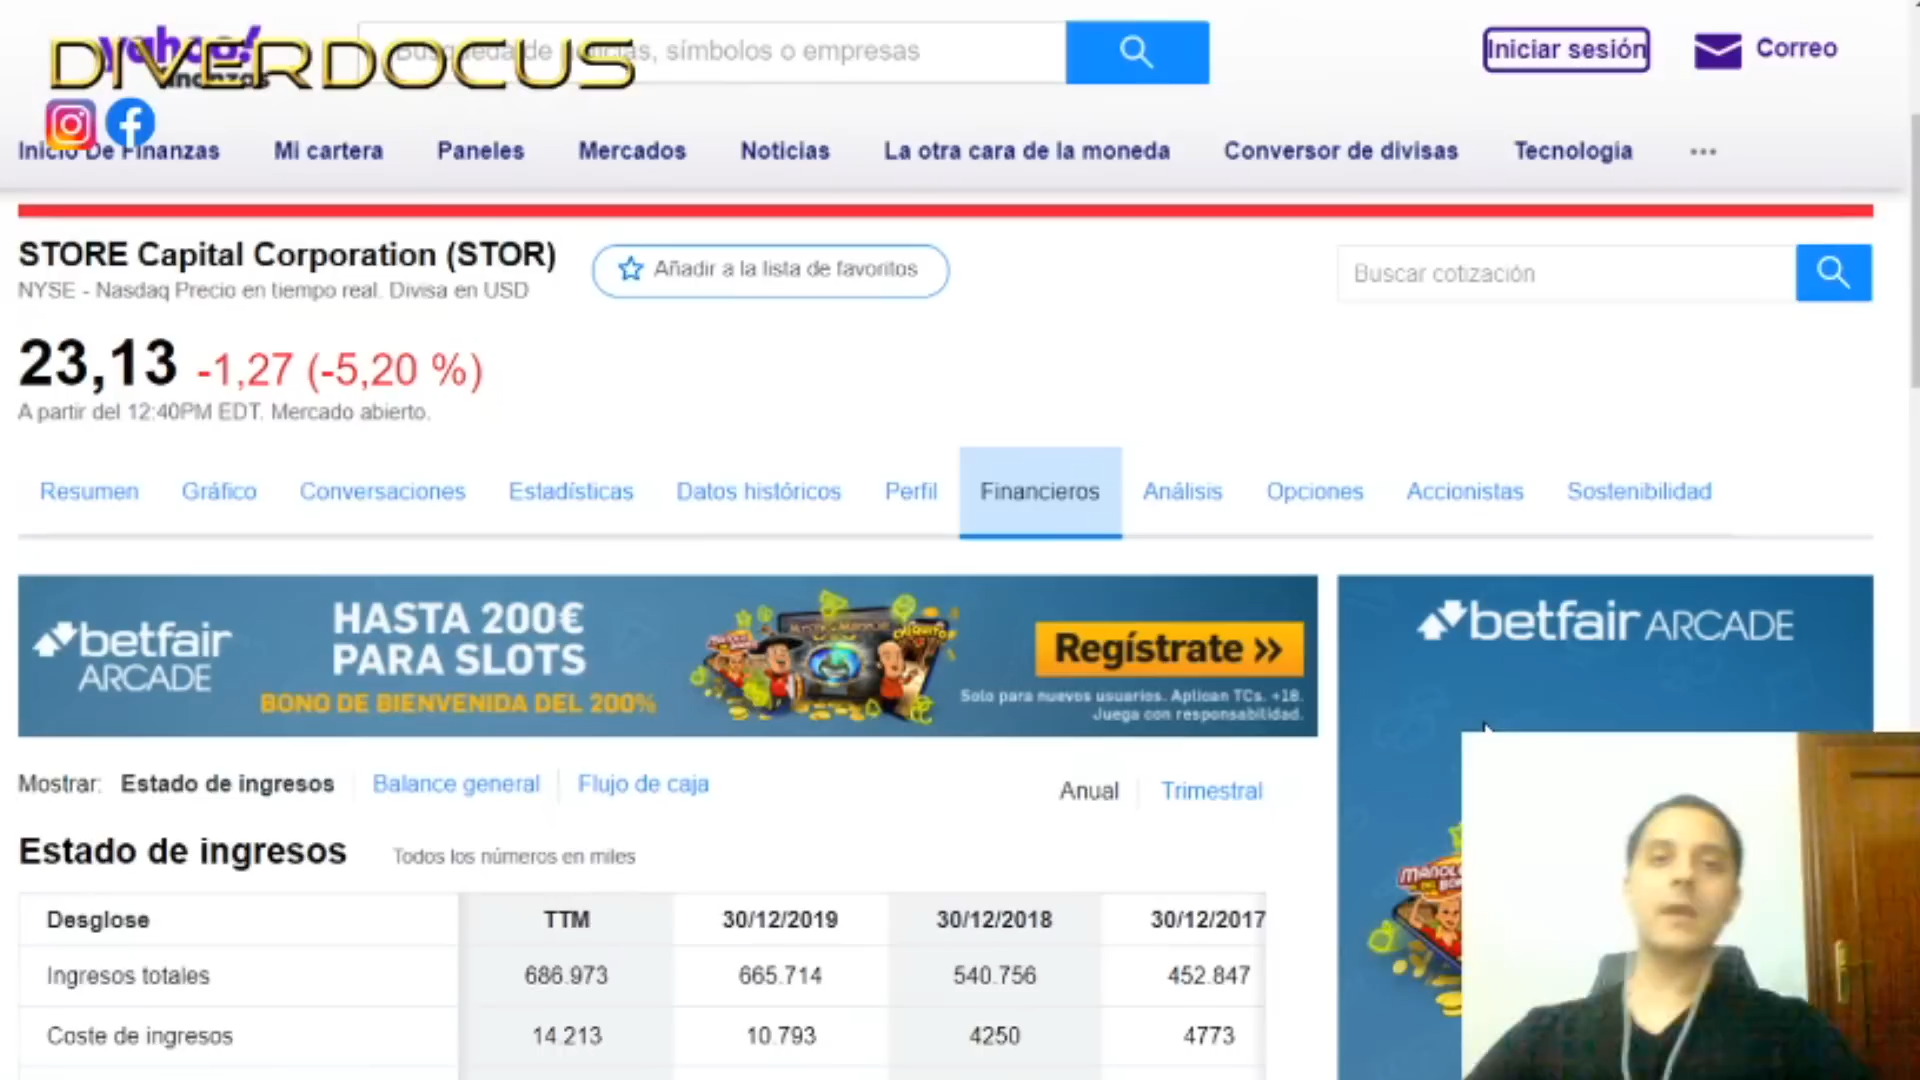 yahoo!
finanzas
DIVERDOCUS
Búsqueda de noticias, símbolos o empresas
Iniciar sesión
Correo
Inicio De Finanzas
Mi cartera
Paneles
Mercados
Noticias
La otra cara de la moneda
Conversor de divisas
Tecnología
•••
STORE Capital Corporation (STOR)
NYSE - Nasdaq Precio en tiempo real. Divisa en USD
Añadir a la lista de favoritos
Buscar cotización
23,13 -1,27 (-5,20 %)
A partir del 12:40PM EDT. Mercado abierto.
Resumen
Gráfico
Conversaciones
Estadísticas
Datos históricos
Perfil
Financieros
Análisis
Opciones
Accionistas
Sostenibilidad
betfair
ARCADE
HASTA 200€
PARA SLOTS
BONO DE BIENVENIDA DEL 200%
Regístrate »
Solo para nuevos usuarios. Aplican TCs. +18.
Juega con responsabilidad.
betfair ARCADE
Mostrar:
Estado de ingresos
Balance general
Flujo de caja
Anual
Trimestral
Estado de ingresos
Todos los números en miles
Desglose TTM 30/12/2019 30/12/2018 30/12/2017
Ingresos totales 686.973 665.714 540.756 452.847
Coste de ingresos 14.213 10.793 4250 4773